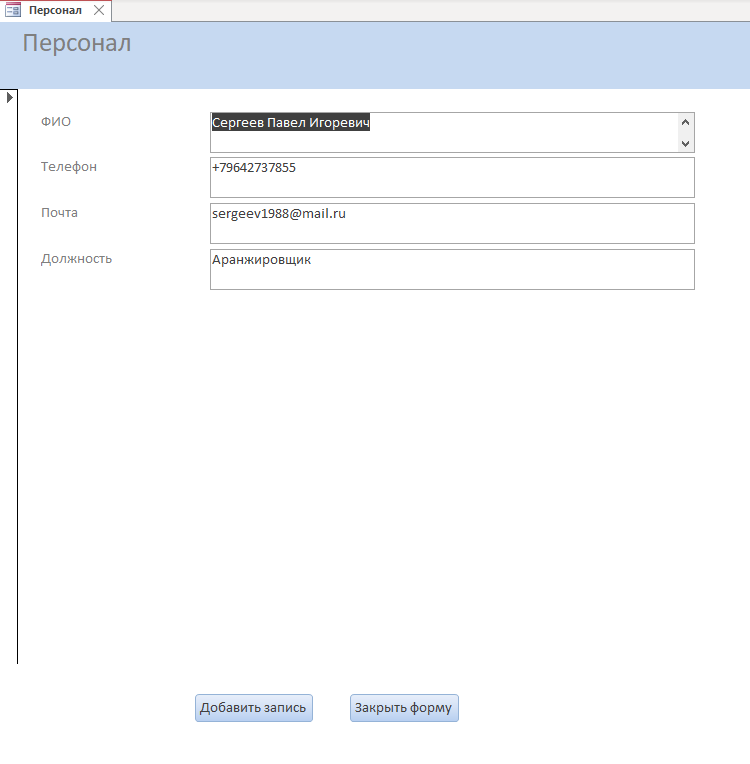 Персонал
Персонал
ФИО
Сергеев Павел Игоревич
Телефон
+79642737855
Почта
sergeev1988@mail.ru
Должность
Аранжировщик
Добавить запись
Закрыть форму